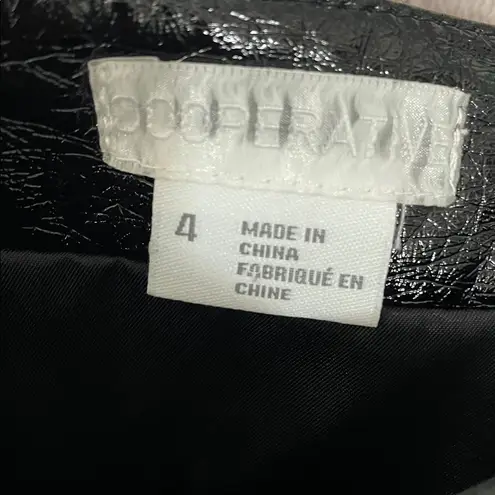 COOPERATIVE
4
MADE IN
CHINA
FABRIQUÉ EN
CHINE